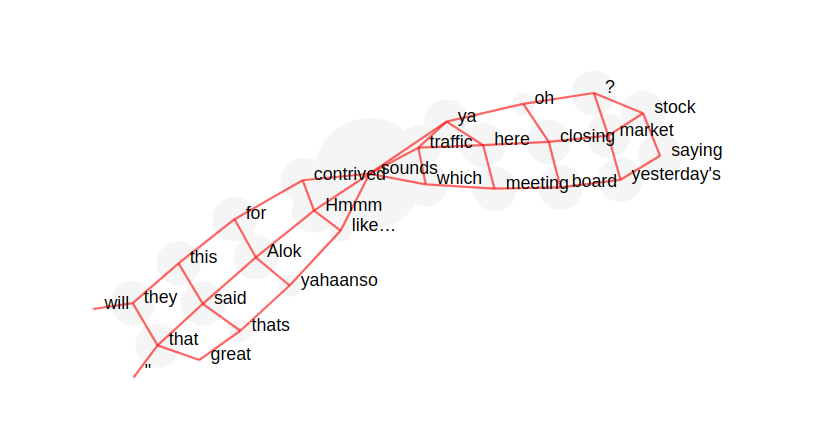 ?
oh
stock
ya
market
closing
here
traffic
saying
sounds
contrived
yesterday's
which
board
meeting
Hmmm
for
like...
Alok
this
yahaanso
they
said
will
thats
that
great
"